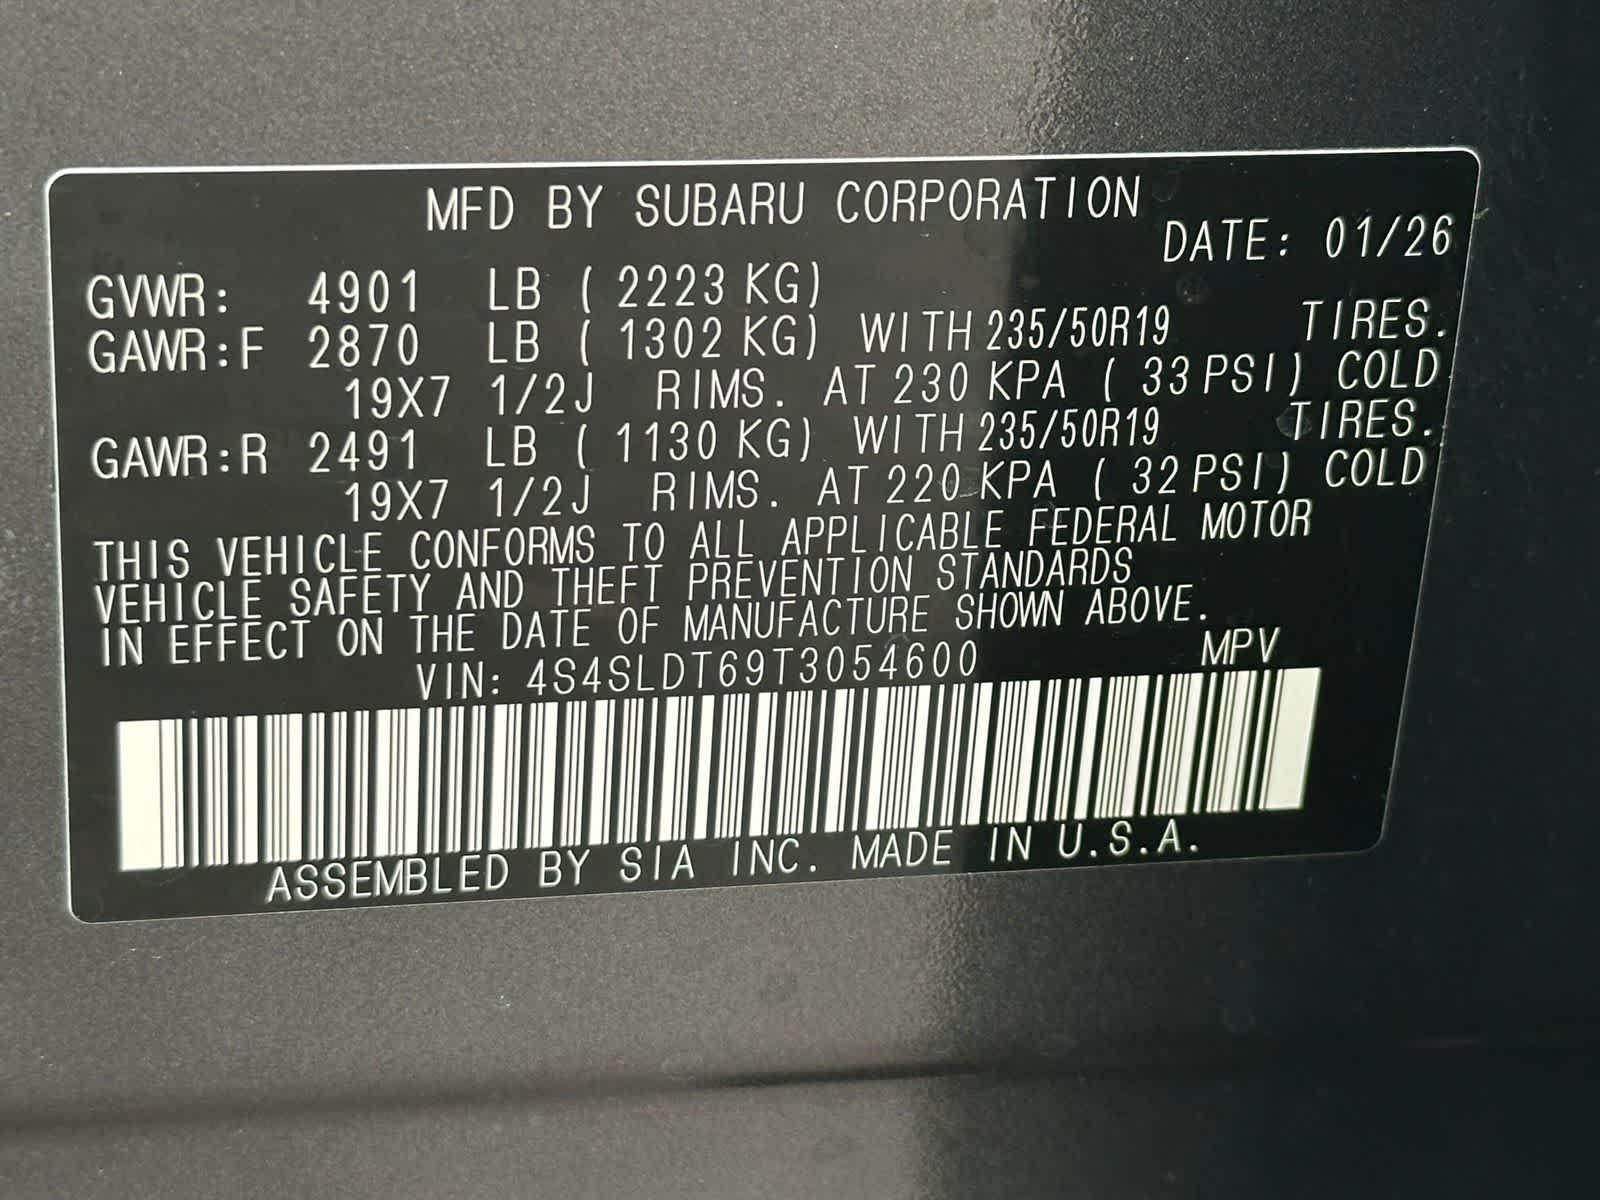 MFD BY SUBARU CORPORATION
DATE: 01/26
GVWR: 4901 LB ( 2223 KG)
GAWR:F 2870 LB ( 1302 KG) WITH 235/50R19 TIRES.
19X7 1/2J RIMS. AT 230 KPA ( 33 PSI) COLD
GAWR:R 2491 LB ( 1130 KG) WITH 235/50R19 TIRES.
19X7 1/2J RIMS. AT 220 KPA ( 32 PSI) COLD
THIS VEHICLE CONFORMS TO ALL APPLICABLE FEDERAL MOTOR
VEHICLE SAFETY AND THEFT PREVENTION STANDARDS
IN EFFECT ON THE DATE OF MANUFACTURE SHOWN ABOVE.
VIN: 4S4SLDT69T3054600 MPV
ASSEMBLED BY SIA INC. MADE IN U.S.A.